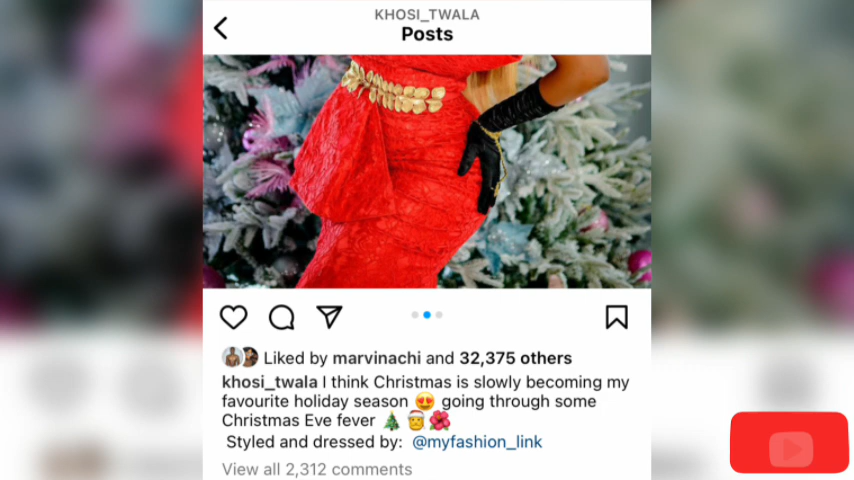 KHOSI_TWALA
Posts
Liked by marvinachi and 32,375 others
khosi_twala I think Christmas is slowly becoming my
favourite holiday season 😍 going through some
Christmas Eve fever 🎄 🎅 🌺
Styled and dressed by: @myfashion_link
View all 2,312 comments